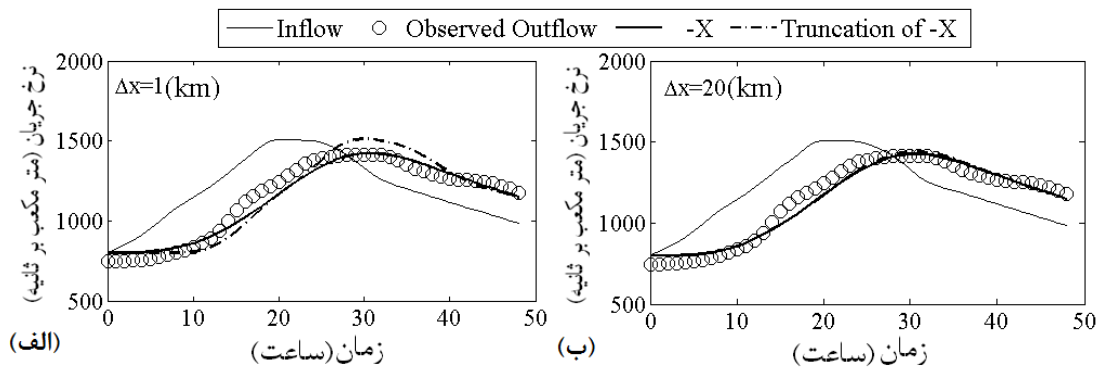 Inflow Observed Outflow -X Truncation of -X
نرخ جریان (متر مکعب بر ثانیه)
2000
1500
1000
500
Δx=1(km)
0 10 20 30 40 50
زمان (ساعت)
(الف)
نرخ جریان (متر مکعب بر ثانیه)
2000
1500
1000
500
Δx=20(km)
0 10 20 30 40 50
زمان (ساعت)
(ب)